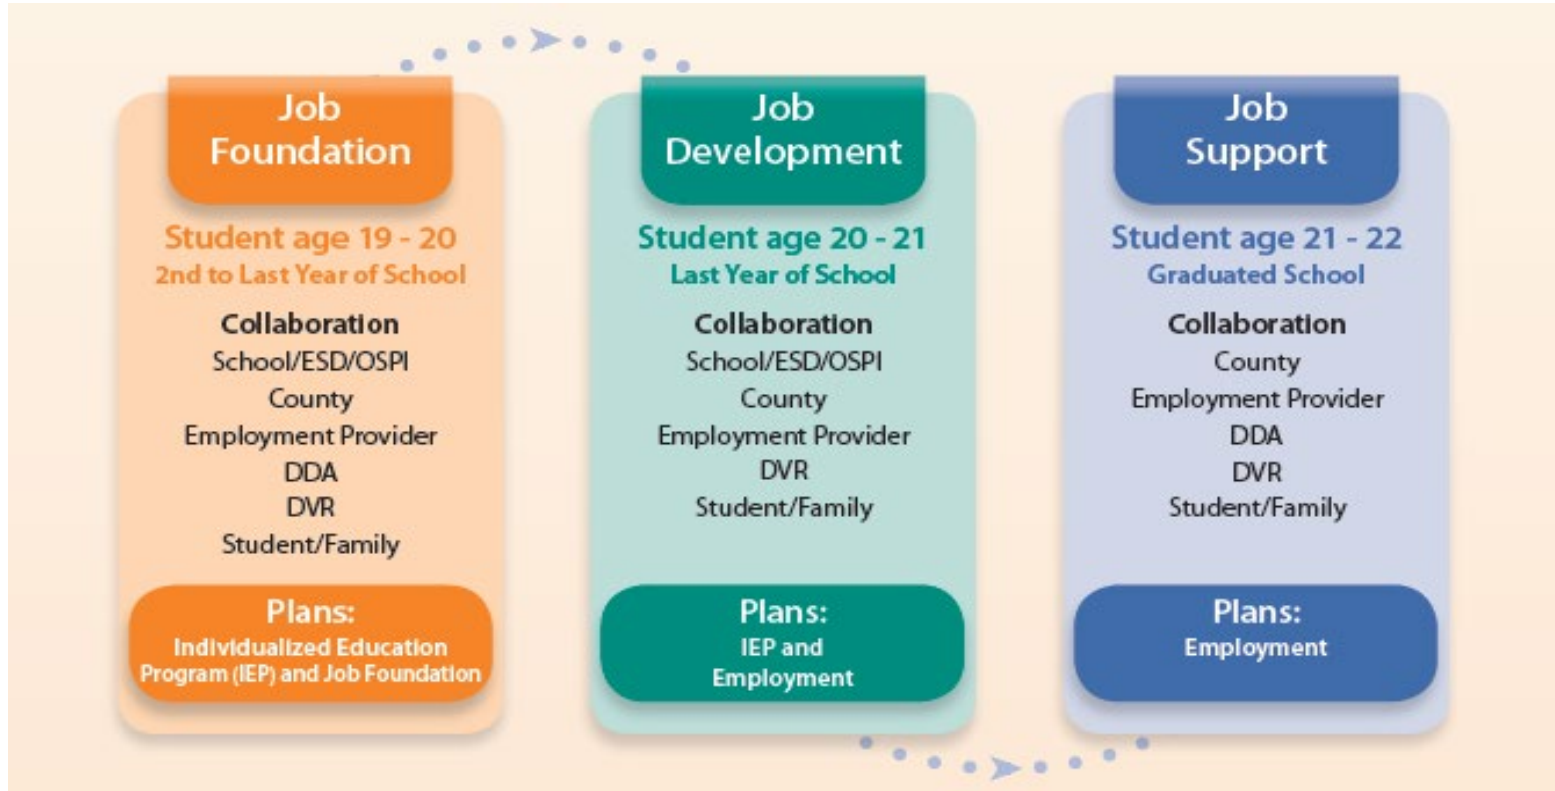 Job
Foundation
Student age 19 - 20
2nd to Last Year of School
Collaboration
School/ESD/OSPI
County
Employment Provider
DDA
DVR
Student/Family
Plans:
Individualized Education
Program (IEP) and Job Foundation
Job
Development
Student age 20 - 21
Last Year of School
Collaboration
School/ESD/OSPI
County
Employment Provider
DVR
Student/Family
Plans:
IEP and
Employment
Job
Support
Student age 21 - 22
Graduated School
Collaboration
County
Employment Provider
DDA
DVR
Student/Family
Plans:
Employment